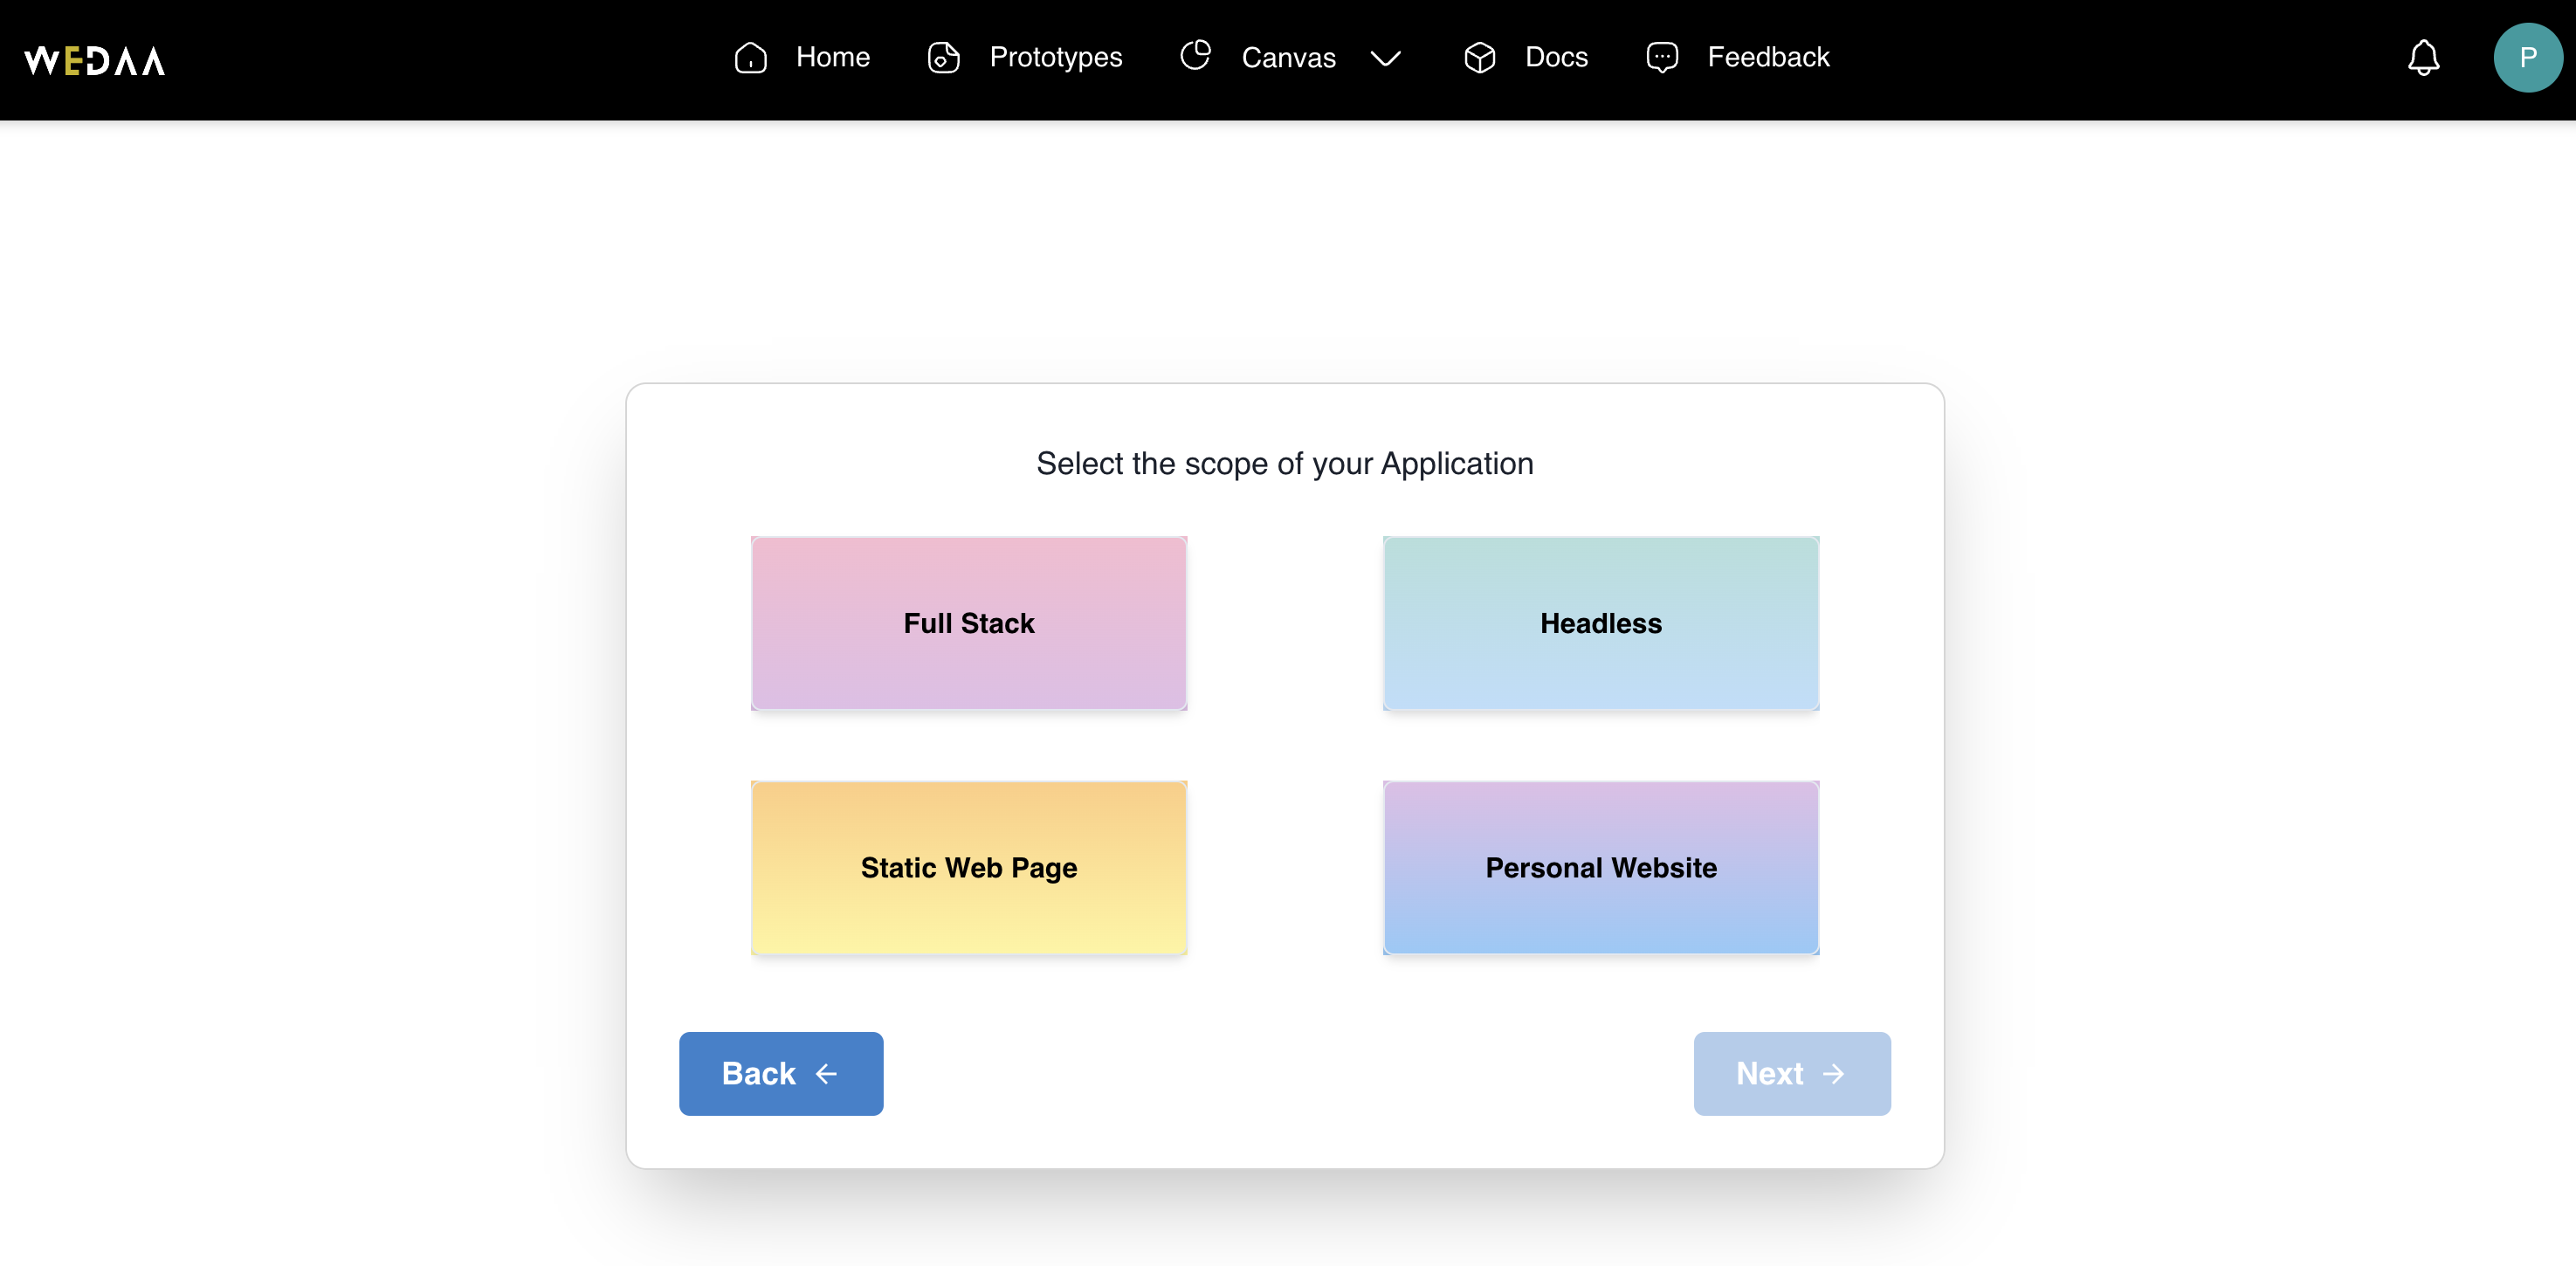 WEDAA
Home Prototypes Canvas Docs Feedback P
Select the scope of your Application
Full Stack Headless
Static Web Page Personal Website
Back Next